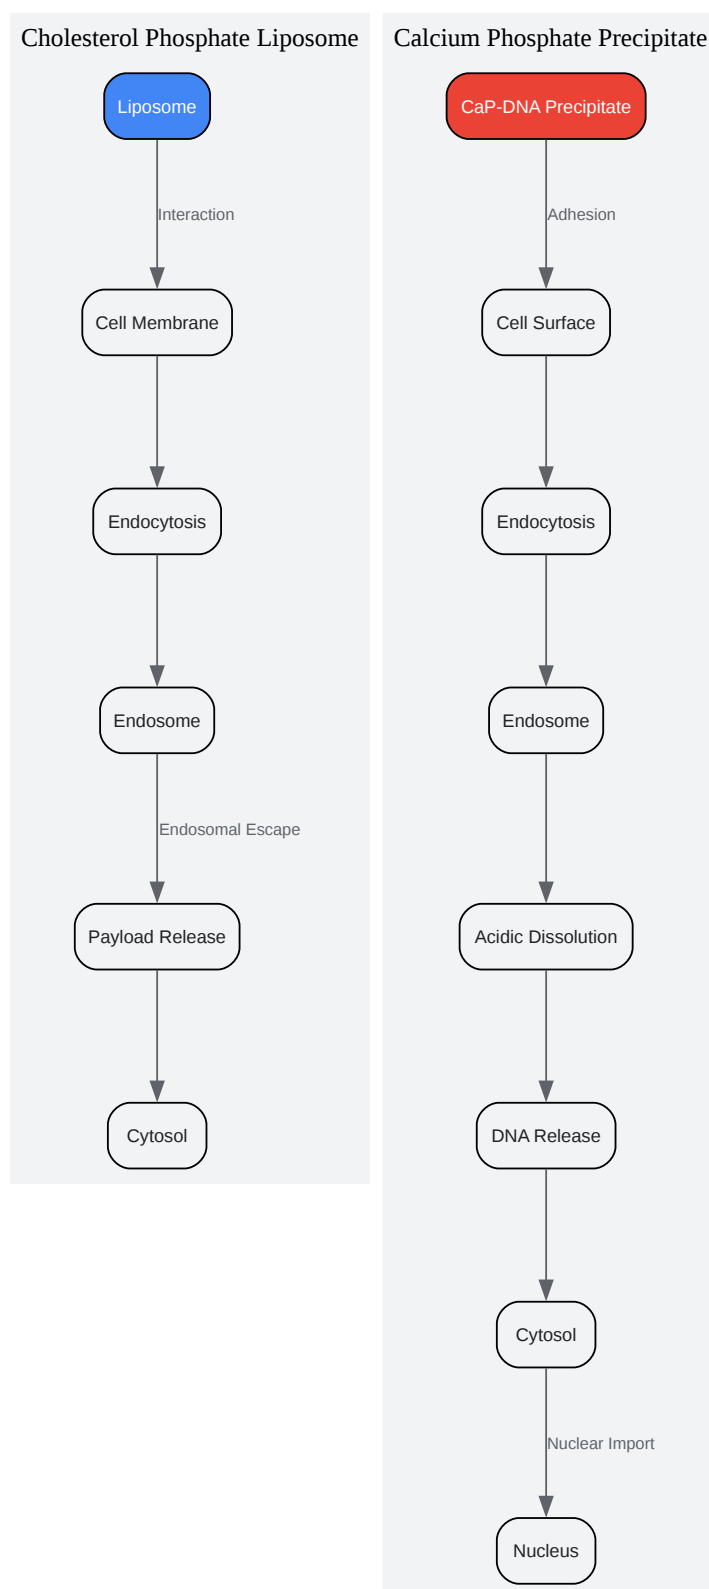 Cholesterol Phosphate Liposome
Liposome
Interaction
Cell Membrane
Endocytosis
Endosome
Endosomal Escape
Payload Release
Cytosol
Calcium Phosphate Precipitate
CaP-DNA Precipitate
Adhesion
Cell Surface
Endocytosis
Endosome
Acidic Dissolution
DNA Release
Cytosol
Nuclear Import
Nucleus